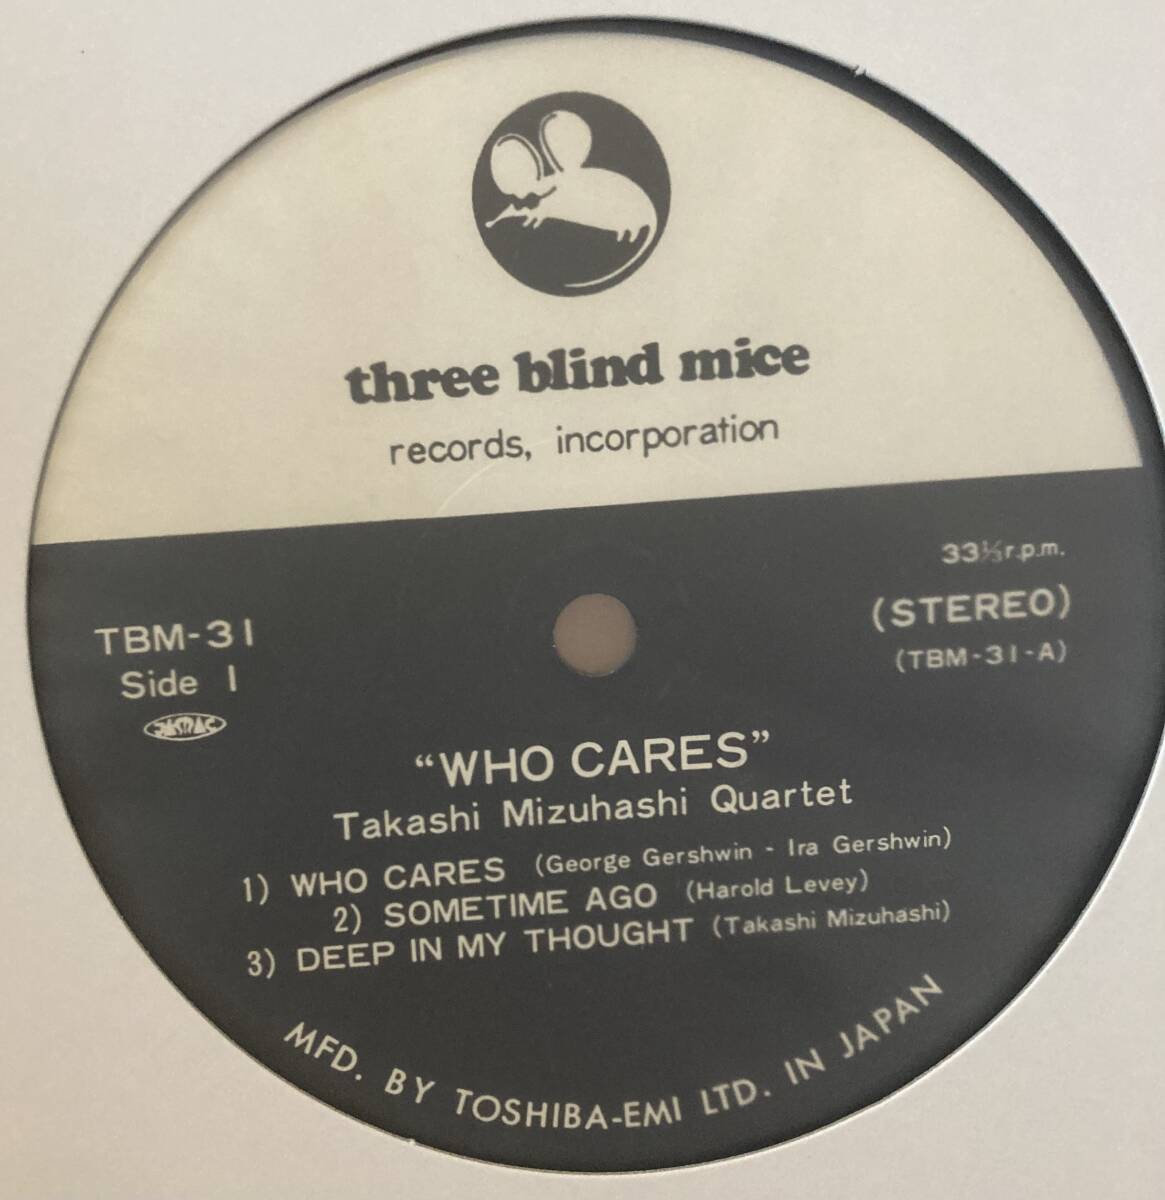 three blind mice
records, incorporation
33⅓ r.p.m.
(STEREO)
(TBM-31-A)
TBM-31
Side 1
JASRAC
“WHO CARES”
Takashi Mizuhashi Quartet
1) WHO CARES (George Gershwin - Ira Gershwin)
2) SOMETIME AGO (Harold Levey)
3) DEEP IN MY THOUGHT (Takashi Mizuhashi)
MFD. BY TOSHIBA-EMI LTD. IN JAPAN